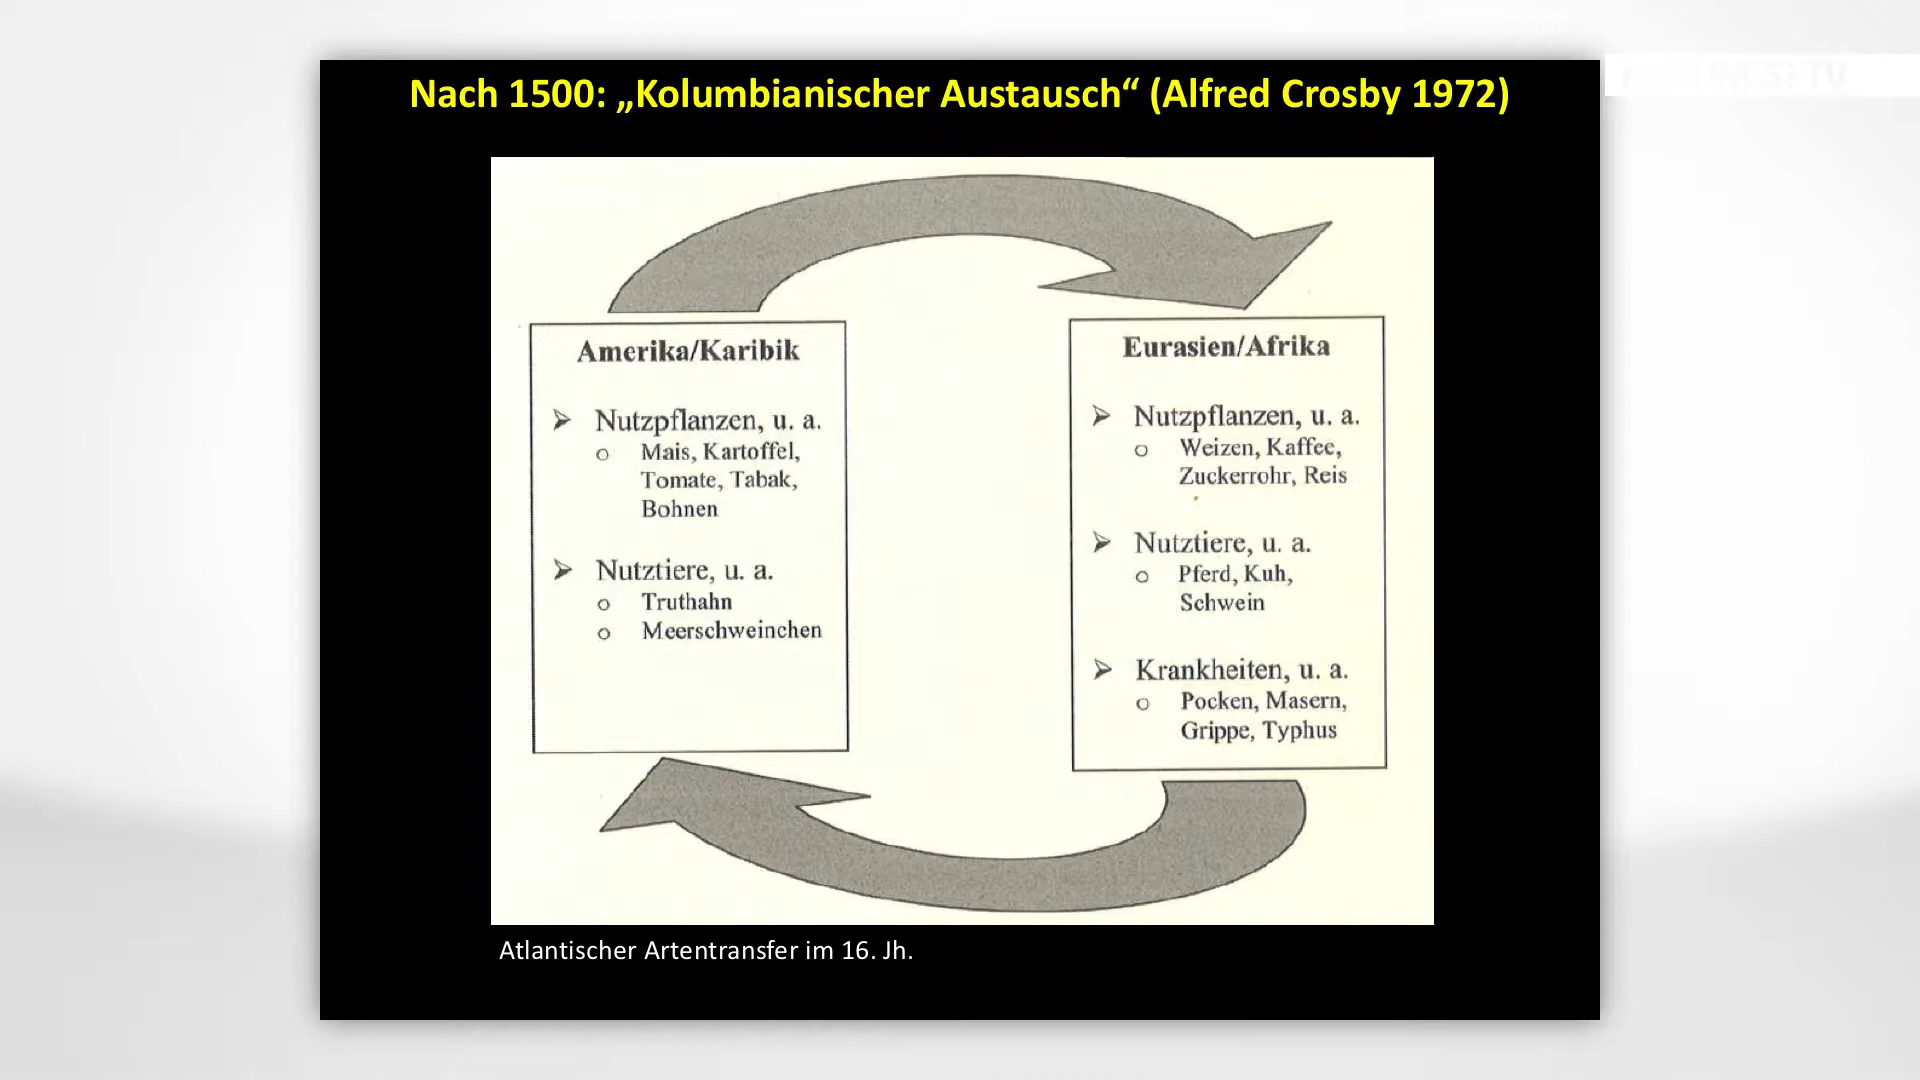 Nach 1500: „Kolumbianischer Austausch“ (Alfred Crosby 1972)
Amerika/Karibik
➢ Nutzpflanzen, u. a.
o Mais, Kartoffel,
Tomate, Tabak,
Bohnen
➢ Nutztiere, u. a.
o Truthahn
o Meerschweinchen
Eurasien/Afrika
➢ Nutzpflanzen, u. a.
o Weizen, Kaffee,
Zuckerrohr, Reis
➢ Nutztiere, u. a.
o Pferd, Kuh,
Schwein
➢ Krankheiten, u. a.
o Pocken, Masern,
Grippe, Typhus
Atlantischer Artentransfer im 16. Jh.